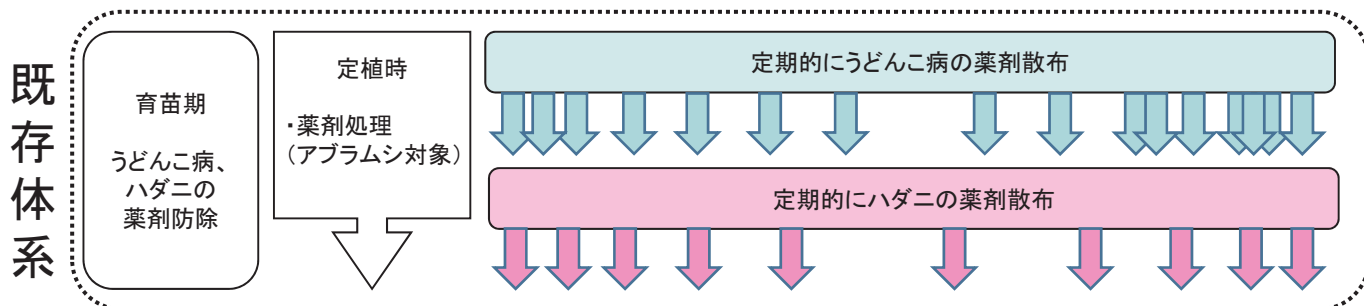 既存体系
育苗期
うどんこ病、
ハダニの
薬剤防除
定植時
・薬剤処理
（アブラムシ対象）
定期的にうどんこ病の薬剤散布
定期的にハダニの薬剤散布